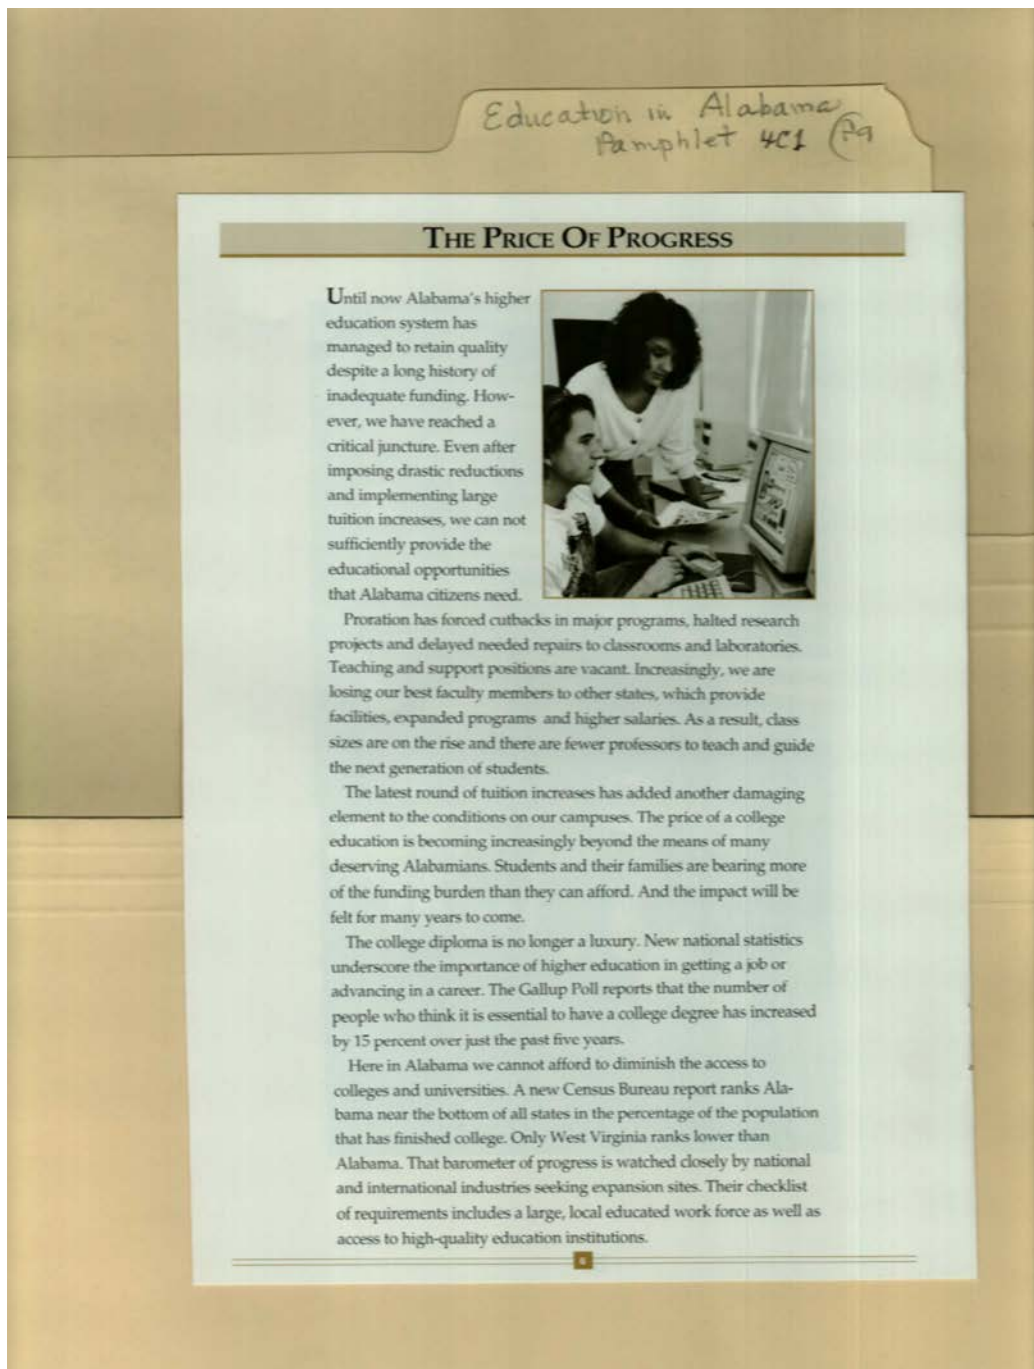 Education in Alabama
Pamphlet 4C1
THE PRICE OF PROGRESS
Until now Alabama's higher
education system has
managed to retain quality
despite a long history of
inadequate funding. How-
ever, we have reached a
critical juncture. Even after
imposing drastic reductions
and implementing large
tuition increases, we can not
sufficiently provide the
educational opportunities
that Alabama citizens need.
Proration has forced cutbacks in major programs, halted research
projects and delayed needed repairs to classrooms and laboratories.
Teaching and support positions are vacant. Increasingly, we are
losing our best faculty members to other states, which provide
facilities, expanded programs and higher salaries. As a result, class
sizes are on the rise and there are fewer professors to teach and guide
the next generation of students.
The latest round of tuition increases has added another damaging
element to the conditions on our campuses. The price of a college
education is becoming increasingly beyond the means of many
deserving Alabamians. Students and their families are bearing more
of the funding burden than they can afford. And the impact will be
felt for many years to come.
The college diploma is no longer a luxury. New national statistics
underscore the importance of higher education in getting a job or
advancing in a career. The Gallup Poll reports that the number of
people who think it is essential to have a college degree has increased
by 15 percent over just the past five years.
Here in Alabama we cannot afford to diminish the access to
colleges and universities. A new Census Bureau report ranks Ala-
bama near the bottom of all states in the percentage of the population
that has finished college. Only West Virginia ranks lower than
Alabama. That barometer of progress is watched closely by national
and international industries seeking expansion sites. Their checklist
of requirements includes a large, local educated work force as well as
access to high-quality education institutions.